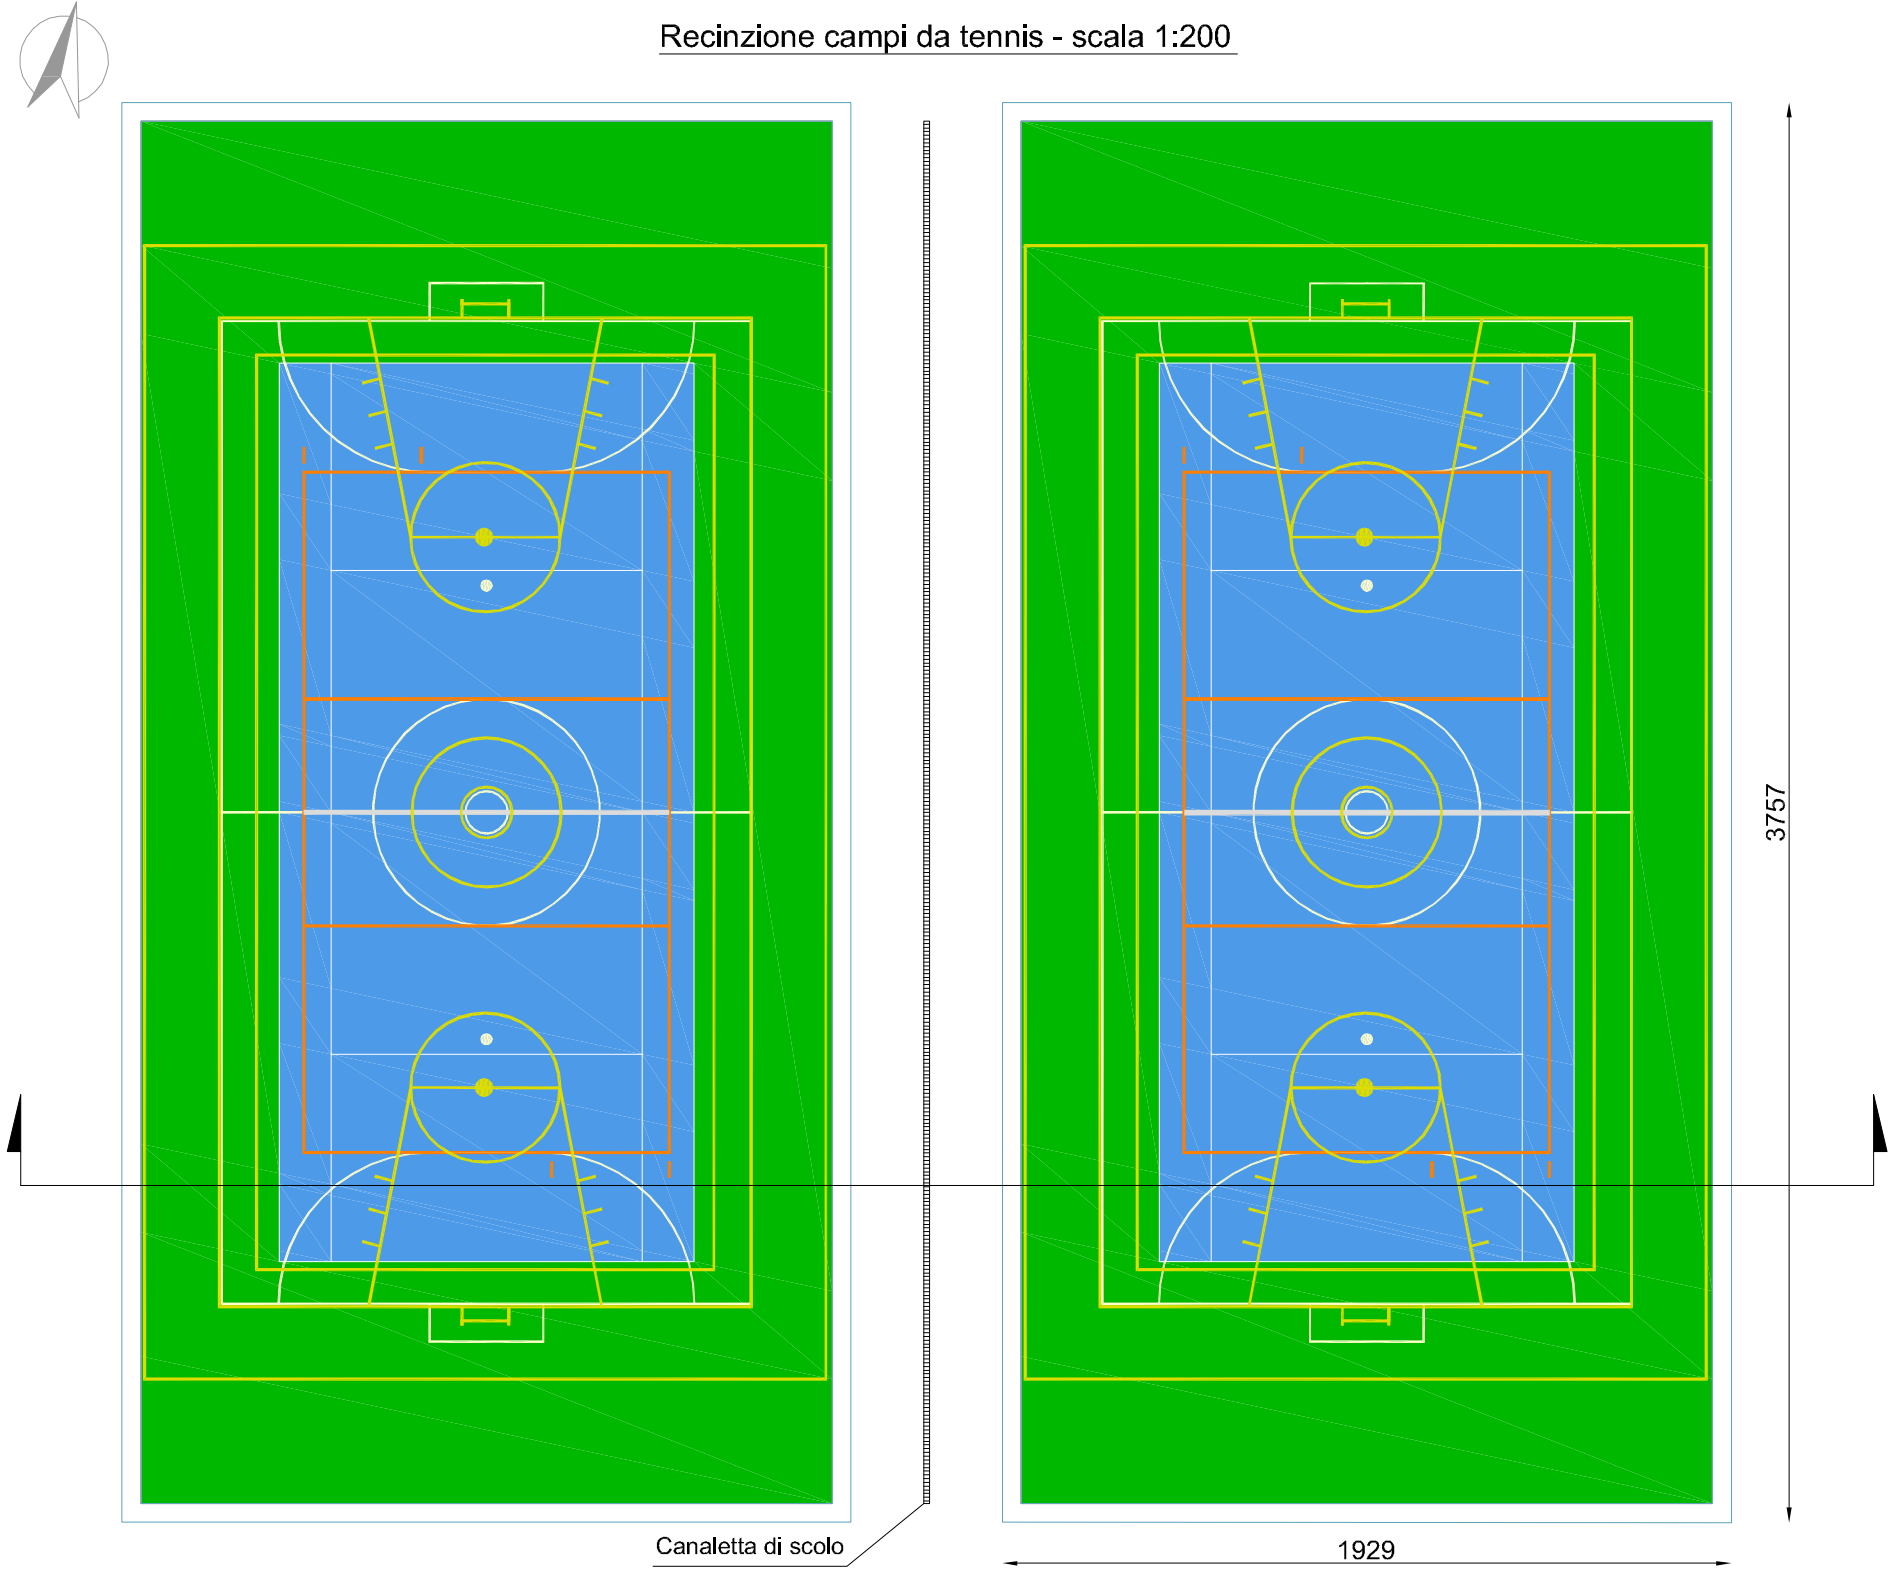 Recinzione campi da tennis - scala 1:200
3757
Canaletta di scolo
1929